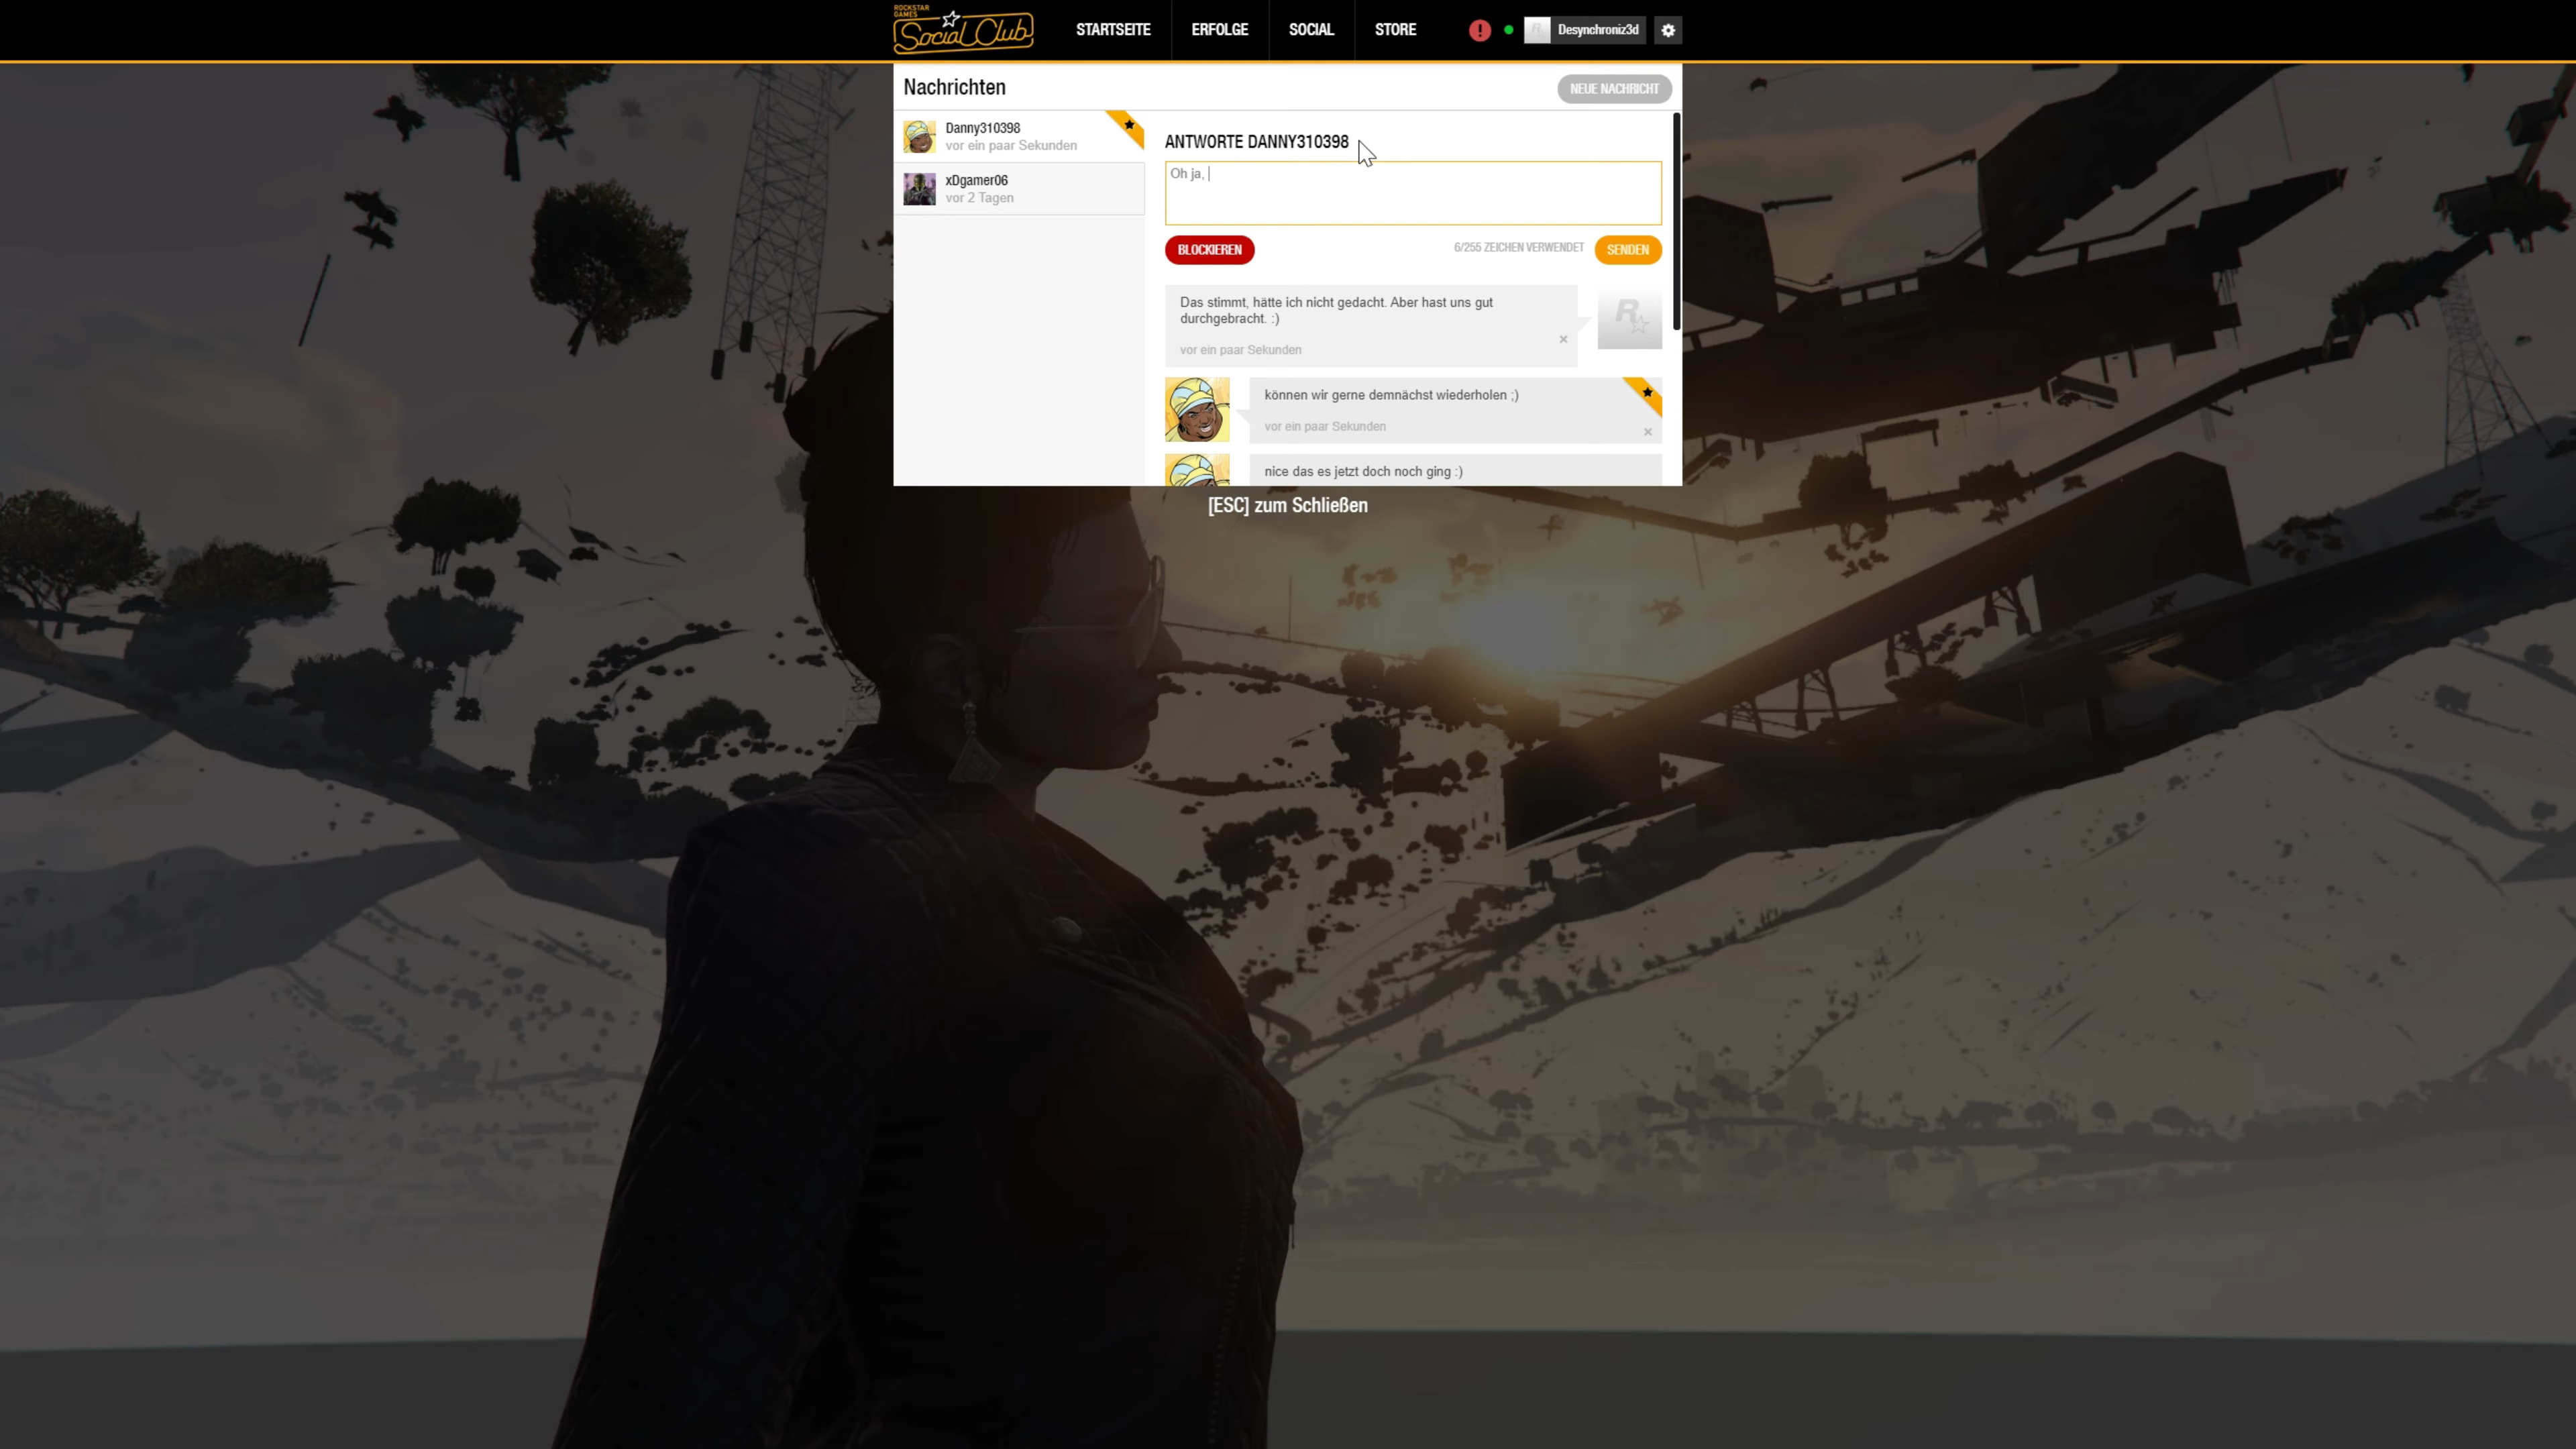 ROCKSTAR
GAMES
Social Club
STARTSEITE
ERFOLGE
SOCIAL
STORE
Desynchroniz3d
Nachrichten
NEUE NACHRICHT
Danny310398
vor ein paar Sekunden
xDgamer06
vor 2 Tagen
ANTWORTE DANNY310398
Oh ja,
BLOCKIEREN
6/255 ZEICHEN VERWENDET
SENDEN
Das stimmt, hätte ich nicht gedacht. Aber hast uns gut
durchgebracht. :)
vor ein paar Sekunden
können wir gerne demnächst wiederholen ;)
vor ein paar Sekunden
nice das es jetzt doch noch ging :)
[ESC] zum Schließen